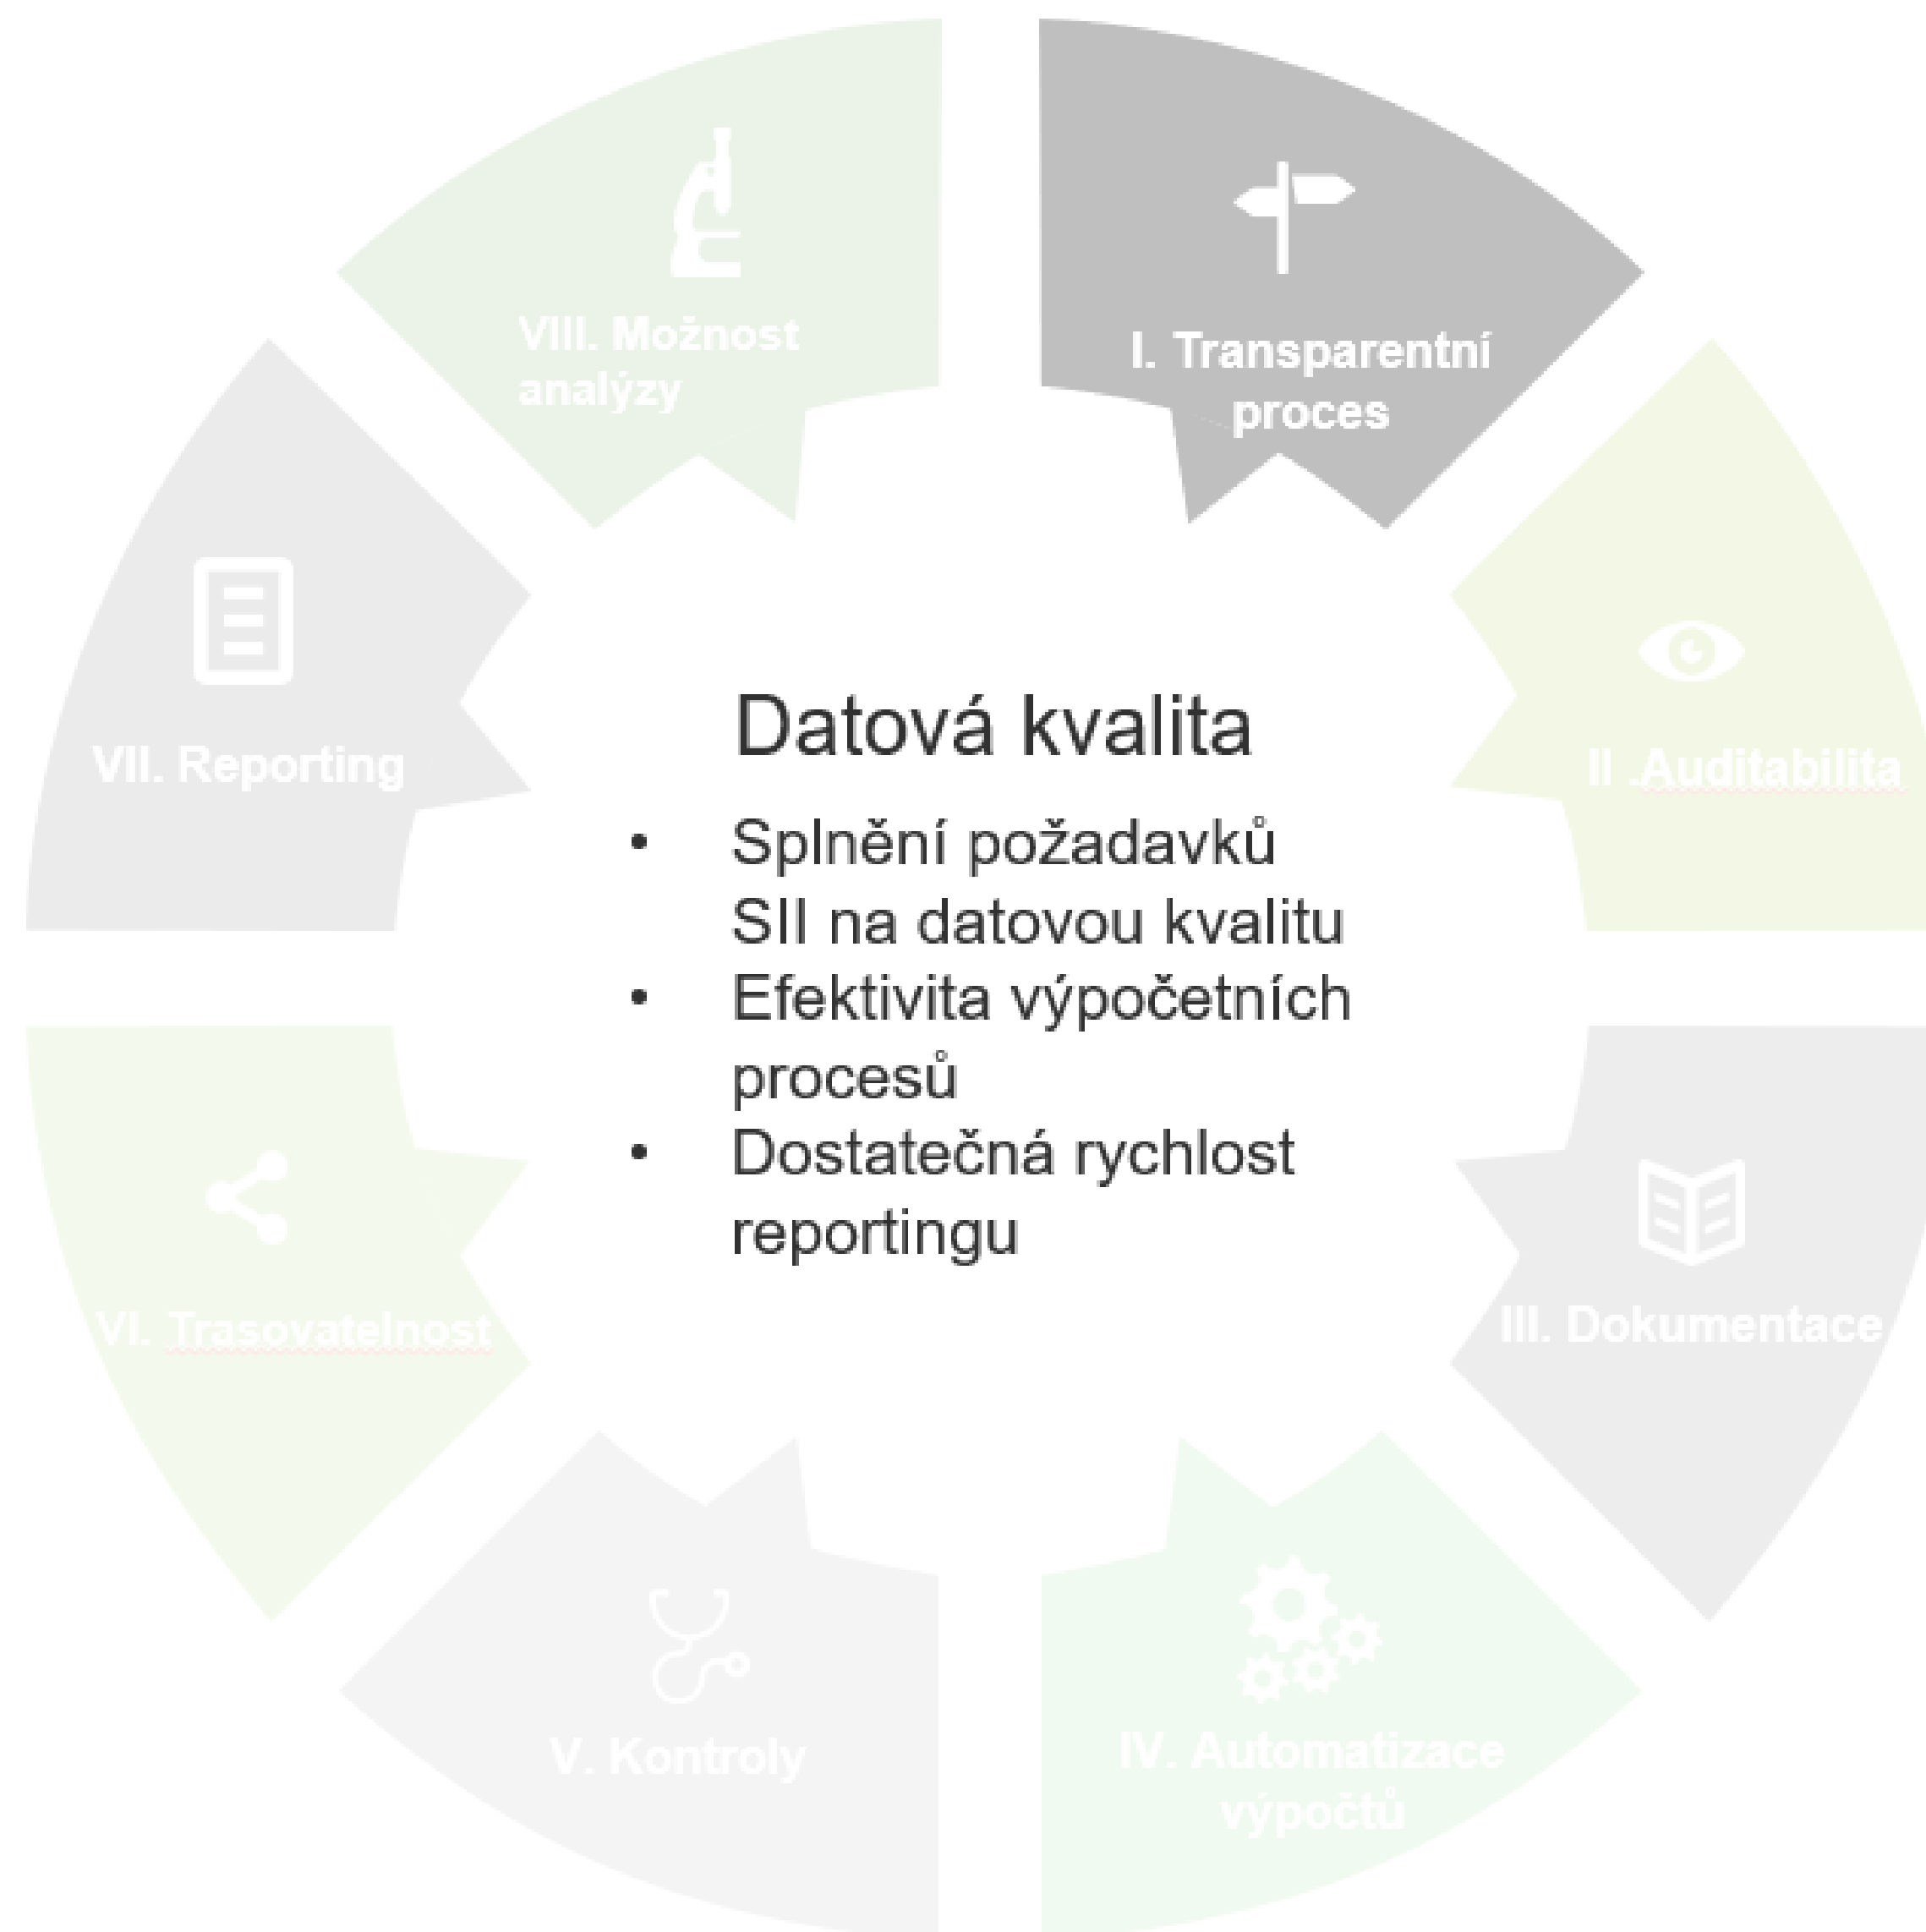 VIII. Možnost
analýzy
I. Transparentní
proces
VII. Reporting
II .Auditabilita
Datová kvalita
• Splnění požadavků
SII na datovou kvalitu
• Efektivita výpočetních
procesů
• Dostatečná rychlost
reportingu
VI. Trasovatelnost
III. Dokumentace
V. Kontroly
IV. Automatizace
výpočtů